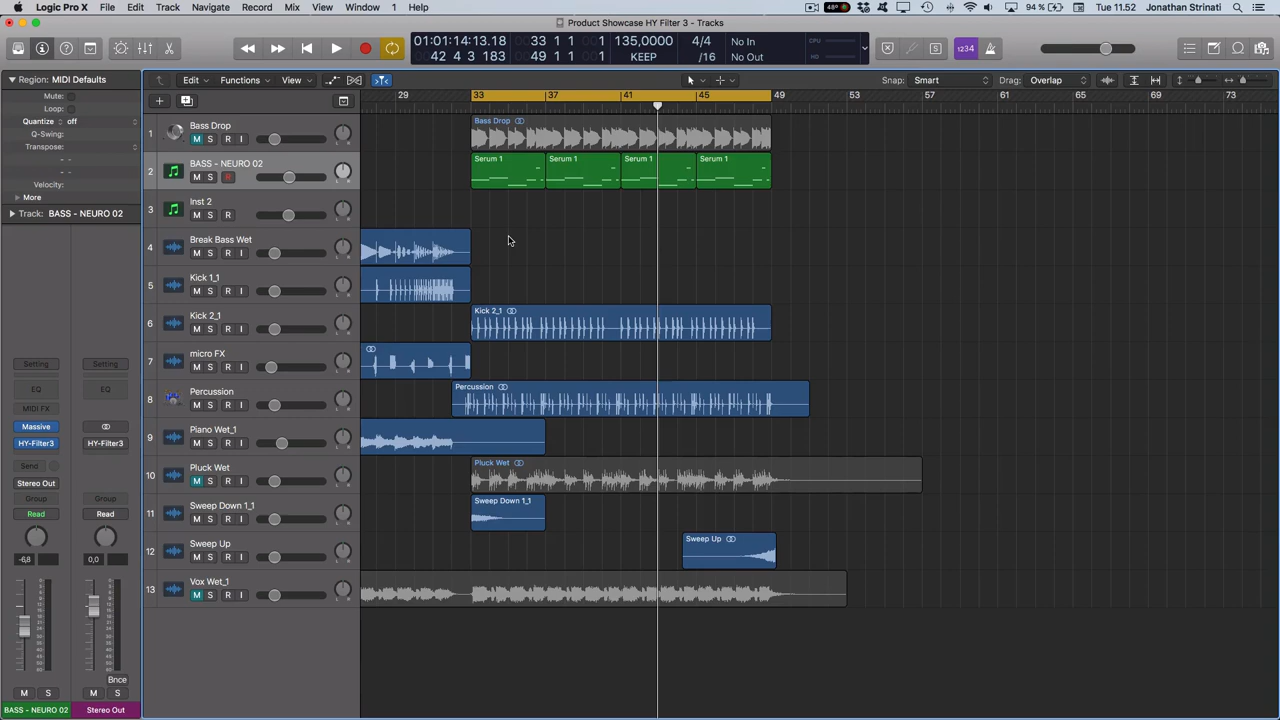 Logic Pro X File Edit Track Navigate Record Mix View Window 1 Help 48° 94 % Tue 11.52 Jonathan Strinati
Product Showcase HY Filter 3 - Tracks
01:01:14:13.18 33 1 1 001 135,0000 4/4 No In CPU
42 4 3 183 49 1 1 001 KEEP /16 No Out HD
1234
Region: MIDI Defaults Edit Functions View Snap: Smart Drag: Overlap
Mute:
Loop:
Quantize off
Q-Swing:
Transpose:
Velocity:
More
Track: BASS - NEURO 02
29 33 37 41 45 49 53 57 61 65 69 73
1 Bass Drop Bass Drop
M S R I
2 BASS - NEURO 02 Serum 1 Serum 1 Serum 1 Serum 1
M S R
3 Inst 2
M S R
4 Break Bass Wet
M S R I
5 Kick 1_1
M S R I
6 Kick 2_1 Kick 2_1
M S R I
7 micro FX
M S R I
8 Percussion Percussion
M S R I
9 Piano Wet_1
M S R I
10 Pluck Wet Pluck Wet
M S R I
11 Sweep Down 1_1 Sweep Down 1_1
M S R I
12 Sweep Up Sweep Up
M S R I
13 Vox Wet_1
M S R I
Setting Setting
EQ EQ
MIDI FX
Massive
HY-Filter3 HY-Filter3
Send
Stereo Out
Group Group
Read Read
-6,8 0,0
Bnce
M S M S
BASS - NEURO 02 Stereo Out